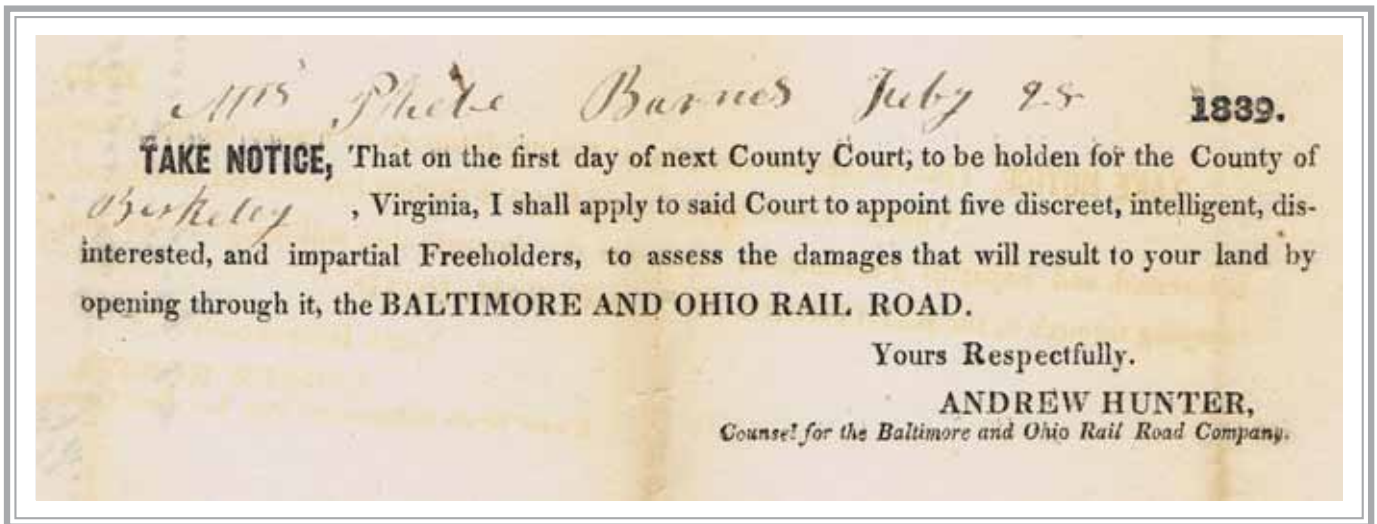 Mrs Phebe Barnes July 28 1839.
TAKE NOTICE, That on the first day of next County Court, to be holden for the County of
Berkeley , Virginia, I shall apply to said Court to appoint five discreet, intelligent, dis-
interested, and impartial Freeholders, to assess the damages that will result to your land by
opening through it, the BALTIMORE AND OHIO RAIL ROAD.
Yours Respectfully.
ANDREW HUNTER,
Counsel for the Baltimore and Ohio Rail Road Company.